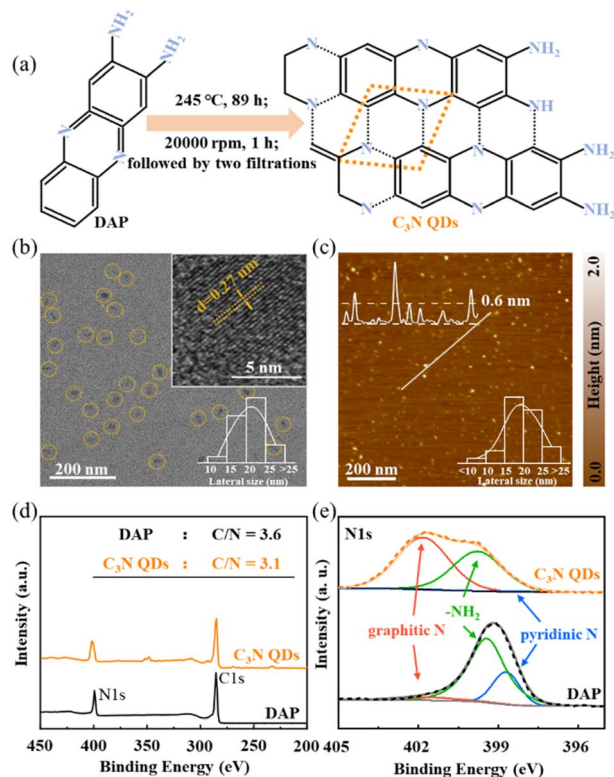 (a)
NH₂
NH₂
N
N
DAP
245 °C, 89 h;
20000 rpm, 1 h;
followed by two filtrations
N
N
NH₂
N
N
NH
N
N
NH₂
N
N
NH₂
C₃N QDs
(b)
d=0.27 nm
5 nm
200 nm
10 15 20 25 >25
Lateral size (nm)
(c)
0.6 nm
200 nm
<10 10 15 20 25 >25
Lateral size (nm)
2.0
Height (nm)
0.0
(d)
DAP : C/N = 3.6
C₃N QDs : C/N = 3.1
C₃N QDs
N1s
C1s
DAP
Intensity (a.u.)
450 400 350 300 250 200
Binding Energy (eV)
(e)
N1s
C₃N QDs
-NH₂
graphitic N
pyridinic N
DAP
Intensity (a. u.)
405 402 399 396
Binding Energy (eV)